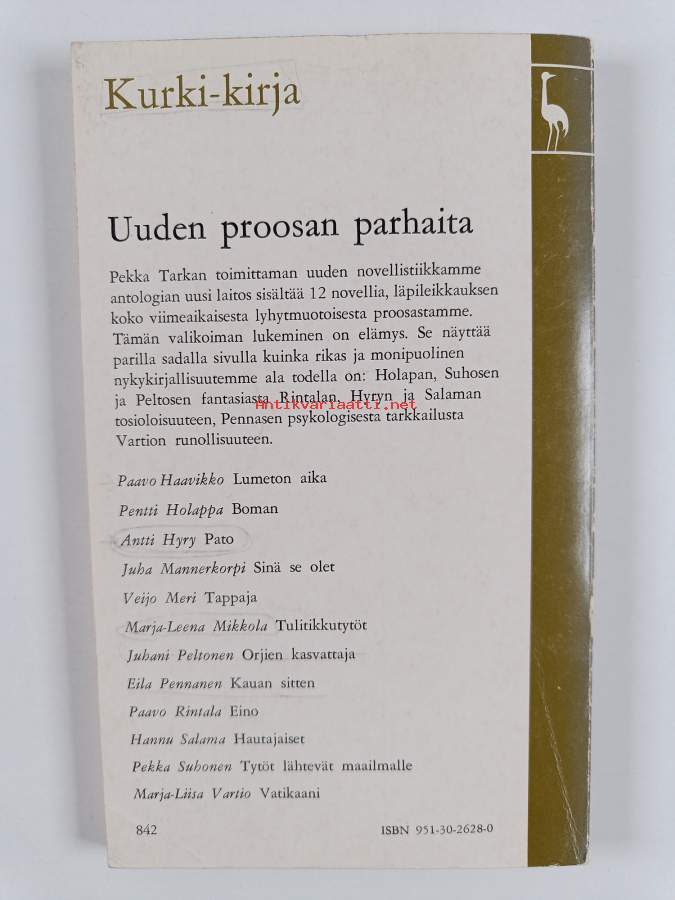 Kurki-kirja
Uuden proosan parhaita
Pekka Tarkan toimittaman uuden novellistiikkamme
antologian uusi laitos sisältää 12 novellia, läpileikkauksen
koko viimeaikaisesta lyhytmuotoisesta proosastamme.
Tämän valikoiman lukeminen on elämys. Se näyttää
parilla sadalla sivulla kuinka rikas ja monipuolinen
nykykirjallisuutemme ala todella on: Holapan, Suhosen
ja Peltosen fantasiasta Rintalan, Hyryn ja Salaman
Antikvariaatti.net
tosioloisuuteen, Pennasen psykologisesta tarkkailusta
Vartion runollisuuteen.
Paavo Haavikko Lumeton aika
Pentti Holappa Boman
Antti Hyry Pato
Juha Mannerkorpi Sinä se olet
Veijo Meri Tappaja
Marja-Leena Mikkola Tulitikkutytöt
Juhani Peltonen Orjien kasvattaja
Eila Pennanen Kauan sitten
Paavo Rintala Eino
Hannu Salama Hautajaiset
Pekka Suhonen Tytöt lähtevät maailmalle
Marja-Liisa Vartio Vatikaani
842 ISBN 951-30-2628-0